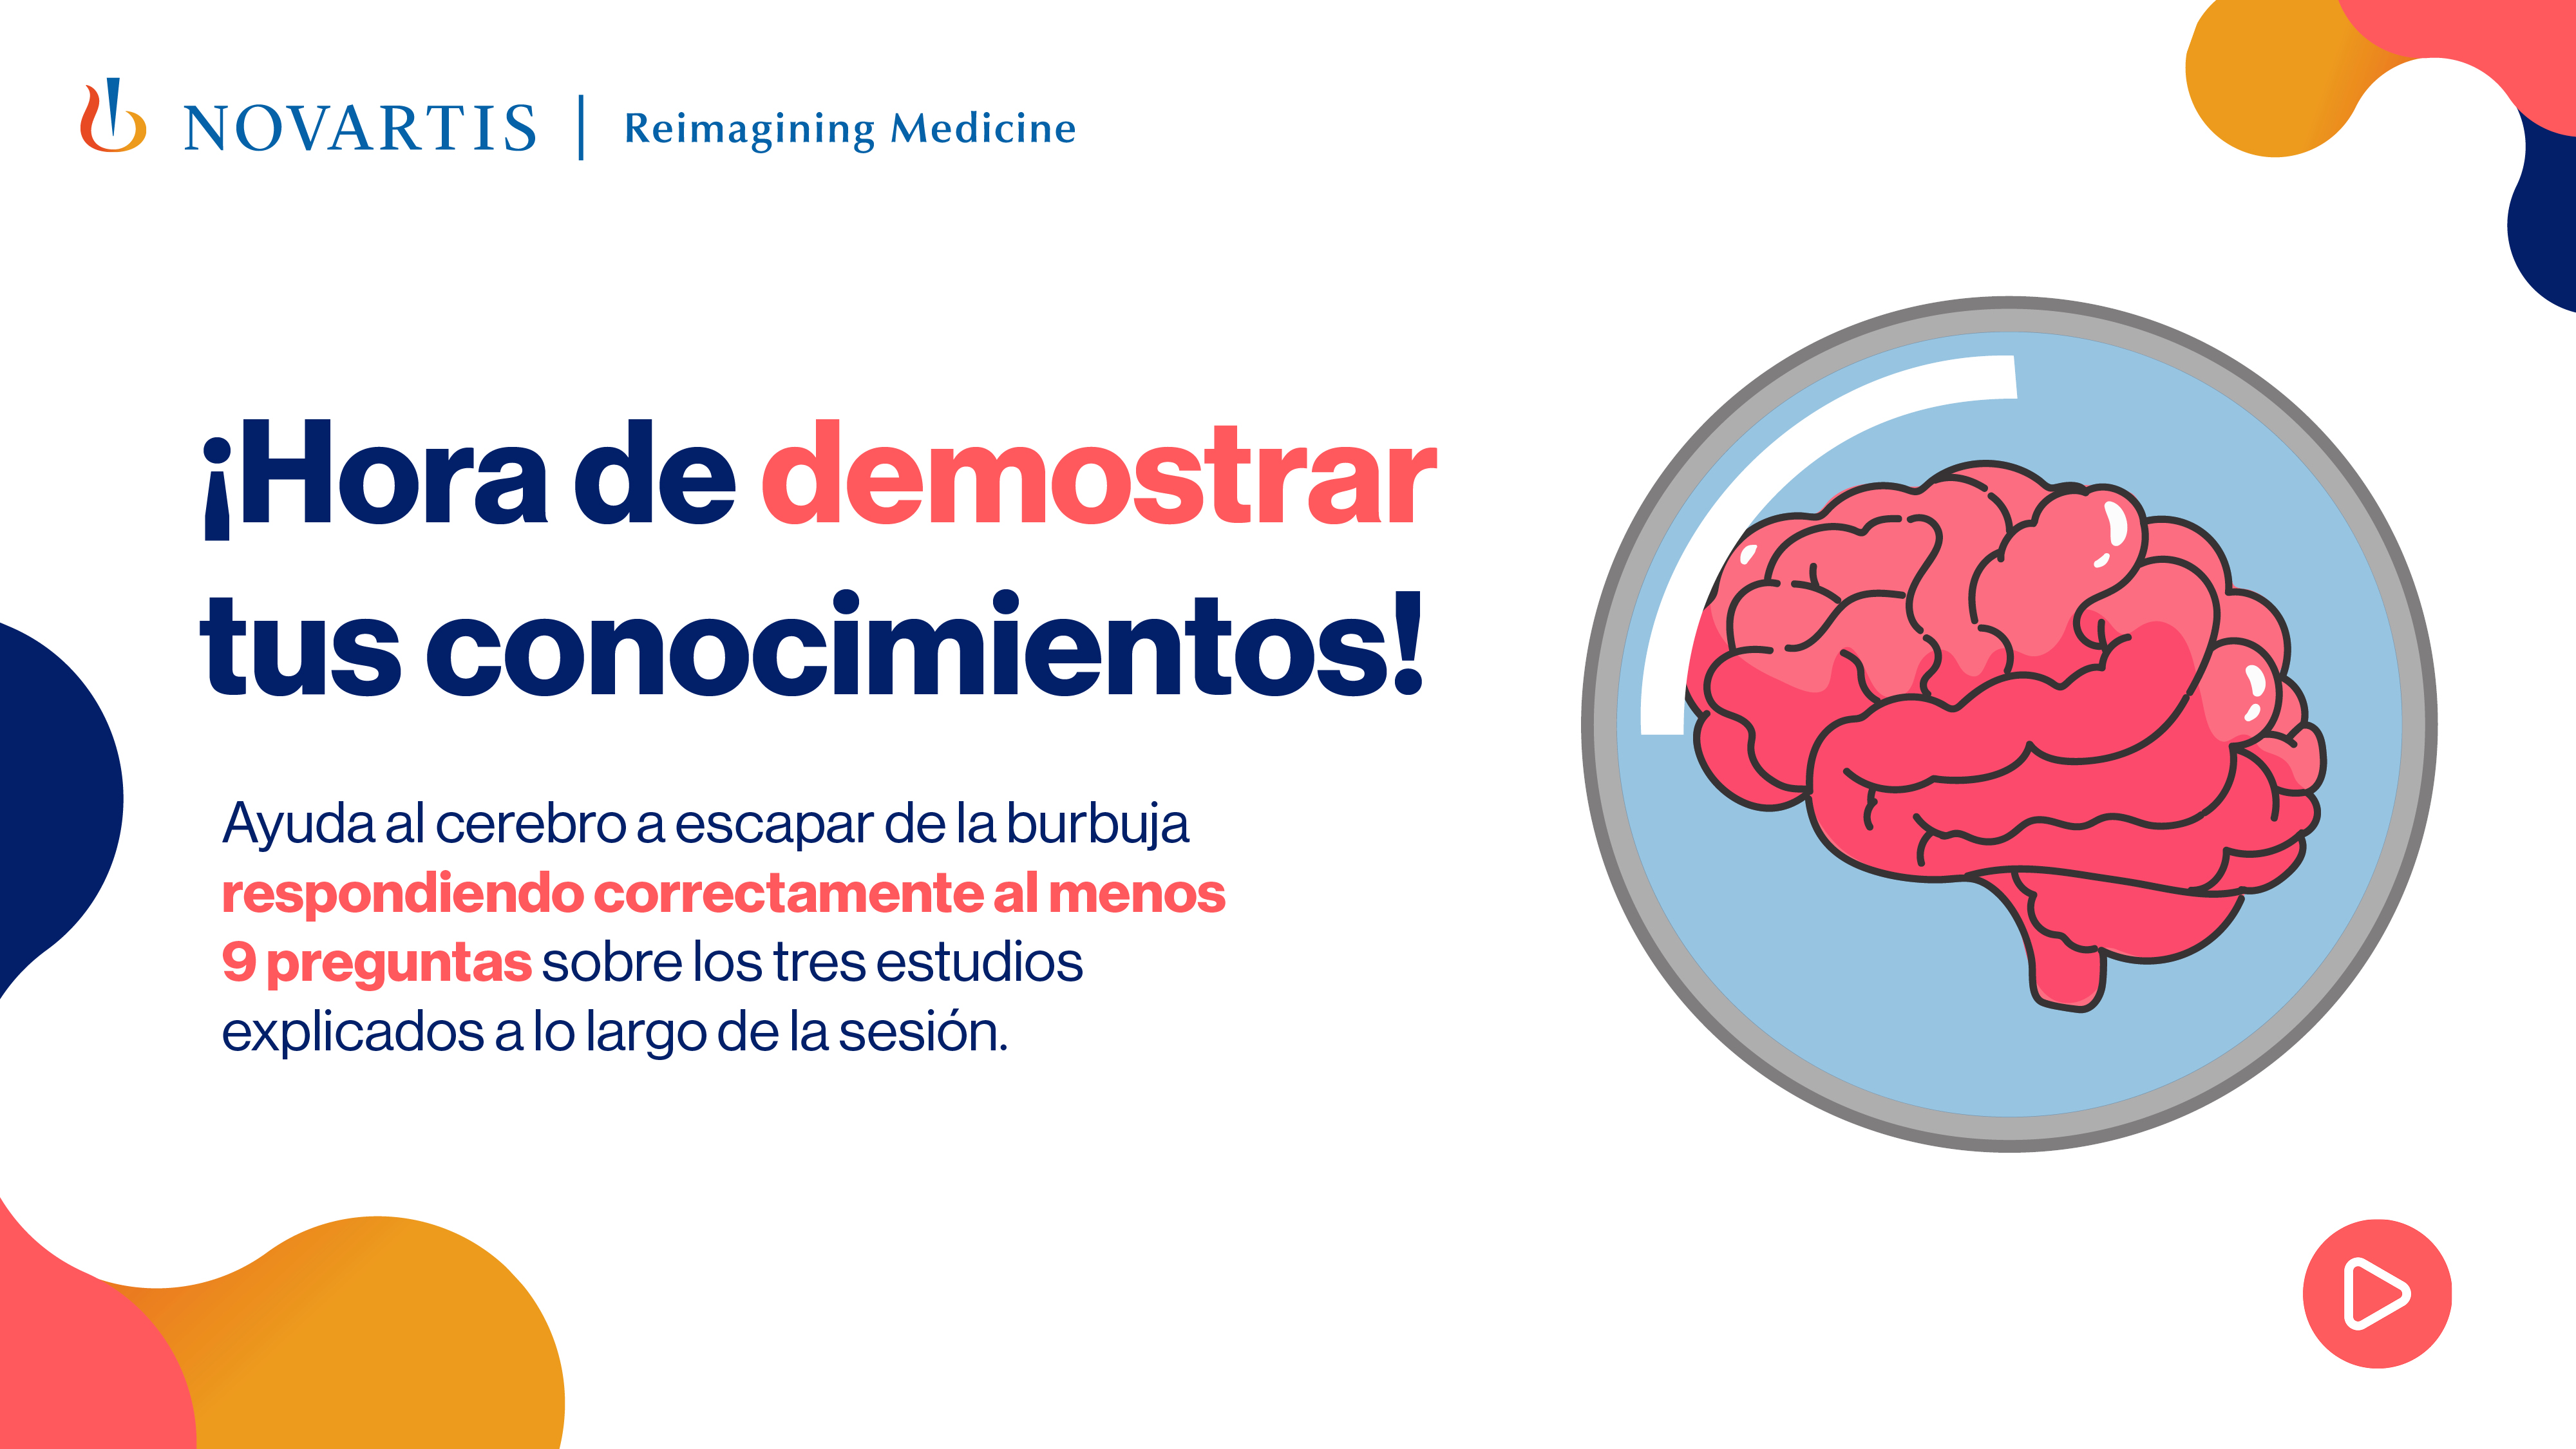 NOVARTIS | Reimagining Medicine
¡Hora de demostrar
tus conocimientos!
Ayuda al cerebro a escapar de la burbuja
respondiendo correctamente al menos
9 preguntas sobre los tres estudios
explicados a lo largo de la sesión.